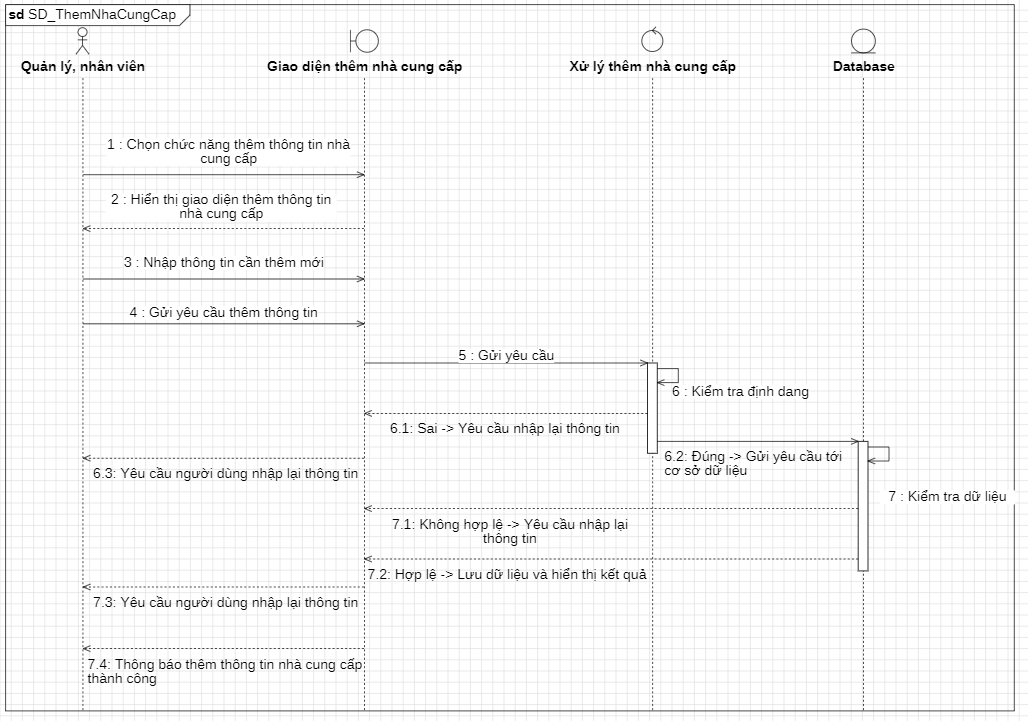 sd SD_ThemNhaCungCap
Quản lý, nhân viên
Giao diện thêm nhà cung cấp
Xử lý thêm nhà cung cấp
Database
1 : Chọn chức năng thêm thông tin nhà
cung cấp
2 : Hiển thị giao diện thêm thông tin
nhà cung cấp
3 : Nhập thông tin cần thêm mới
4 : Gửi yêu cầu thêm thông tin
5 : Gửi yêu cầu
6 : Kiểm tra định dang
6.1: Sai -> Yêu cầu nhập lại thông tin
6.2: Đúng -> Gửi yêu cầu tới
cơ sở dữ liệu
6.3: Yêu cầu người dùng nhập lại thông tin
7 : Kiểm tra dữ liệu
7.1: Không hợp lệ -> Yêu cầu nhập lại
thông tin
7.2: Hợp lệ -> Lưu dữ liệu và hiển thị kết quả
7.3: Yêu cầu người dùng nhập lại thông tin
7.4: Thông báo thêm thông tin nhà cung cấp
thành công